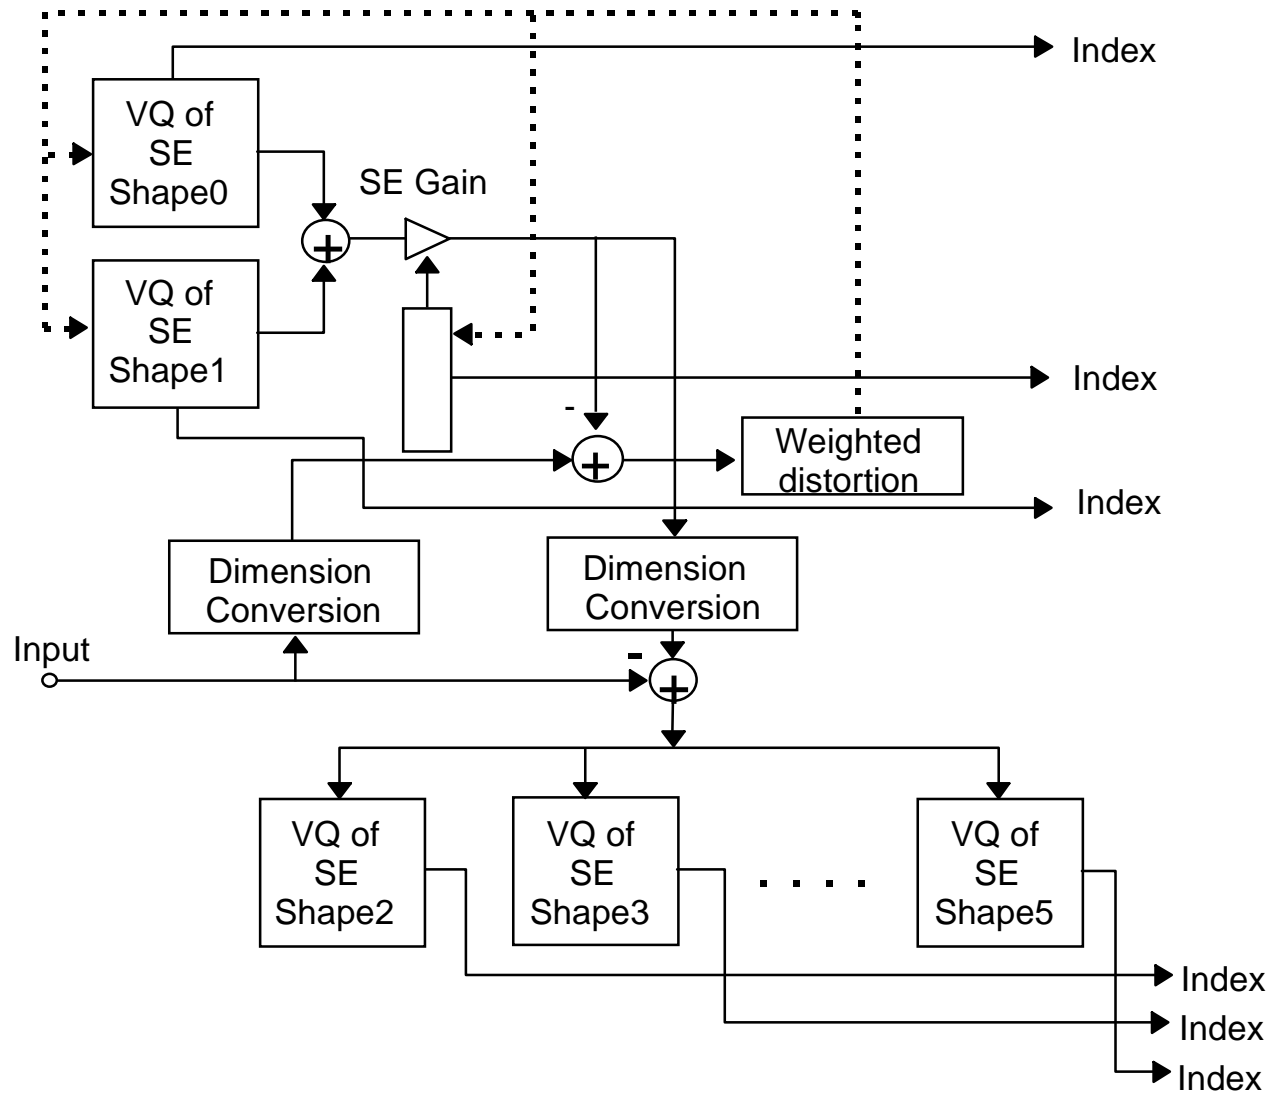 Index
VQ of
SE
Shape0
SE Gain
+
VQ of
SE
Shape1
Index
-
Weighted
distortion
+
Index
Dimension
Conversion
Dimension
Conversion
Input
-
+
VQ of
SE
Shape2
VQ of
SE
Shape3
. . . .
VQ of
SE
Shape5
Index
Index
Index